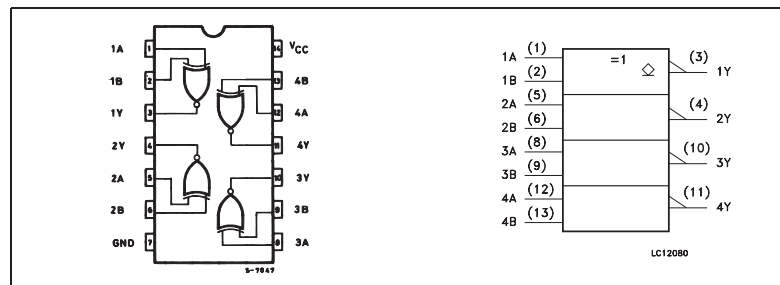 1A 1 14 VCC
1B 2 13 4B
1Y 3 12 4A
2Y 4 11 4Y
2A 5 10 3Y
2B 6 9 3B
GND 7 8 3A
S-7047
=1
1A (1)
1B (2)
2A (5)
2B (6)
3A (8)
3B (9)
4A (12)
4B (13)
(3) 1Y
(4) 2Y
(10) 3Y
(11) 4Y
LC12080